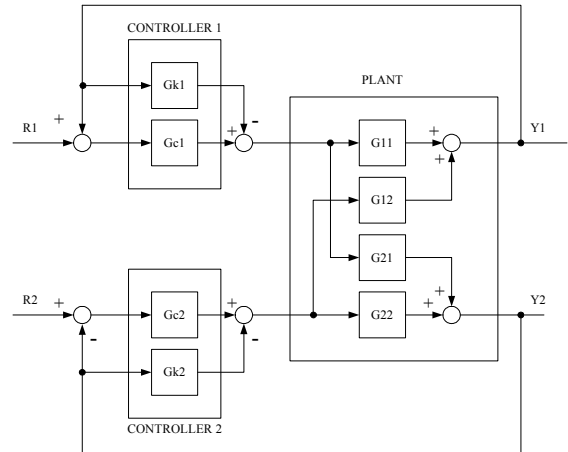 CONTROLLER 1
Gk1
PLANT
R1
+
+
-
Gc1
G11
+
+
Y1
G12
G21
R2
+
-
Gc2
+
-
G22
+
+
Y2
Gk2
CONTROLLER 2